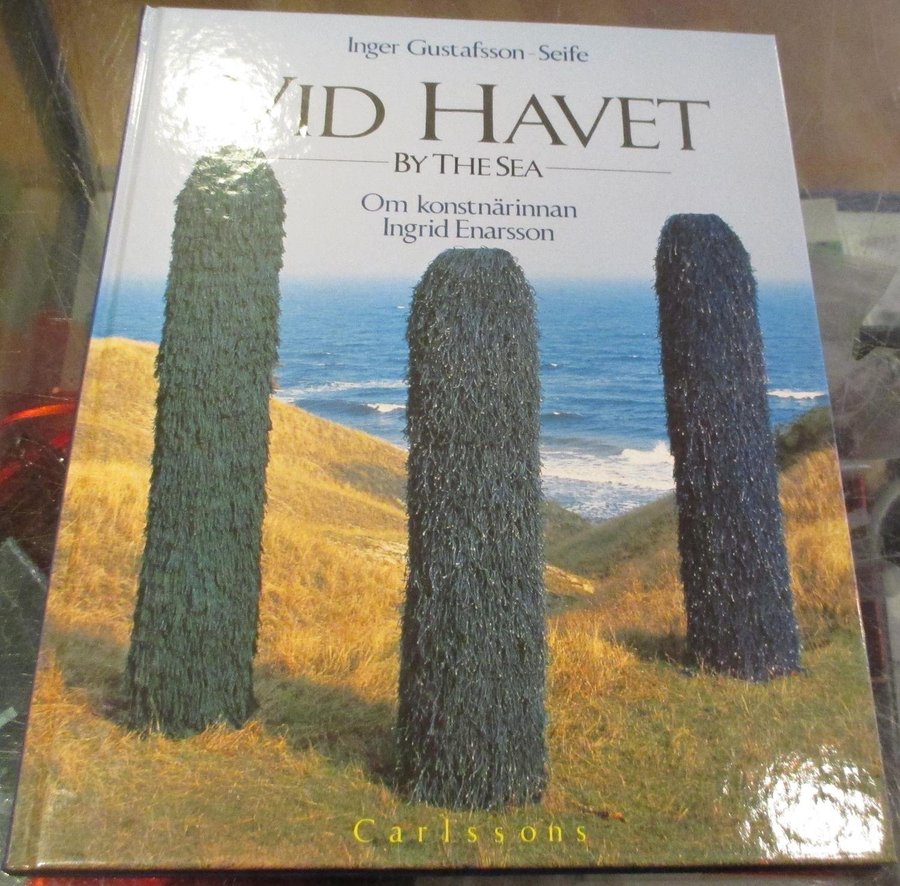 Inger Gustafsson-Seife
VID HAVET
BY THE SEA
Om konstnärinnan
Ingrid Enarsson
Carlssons